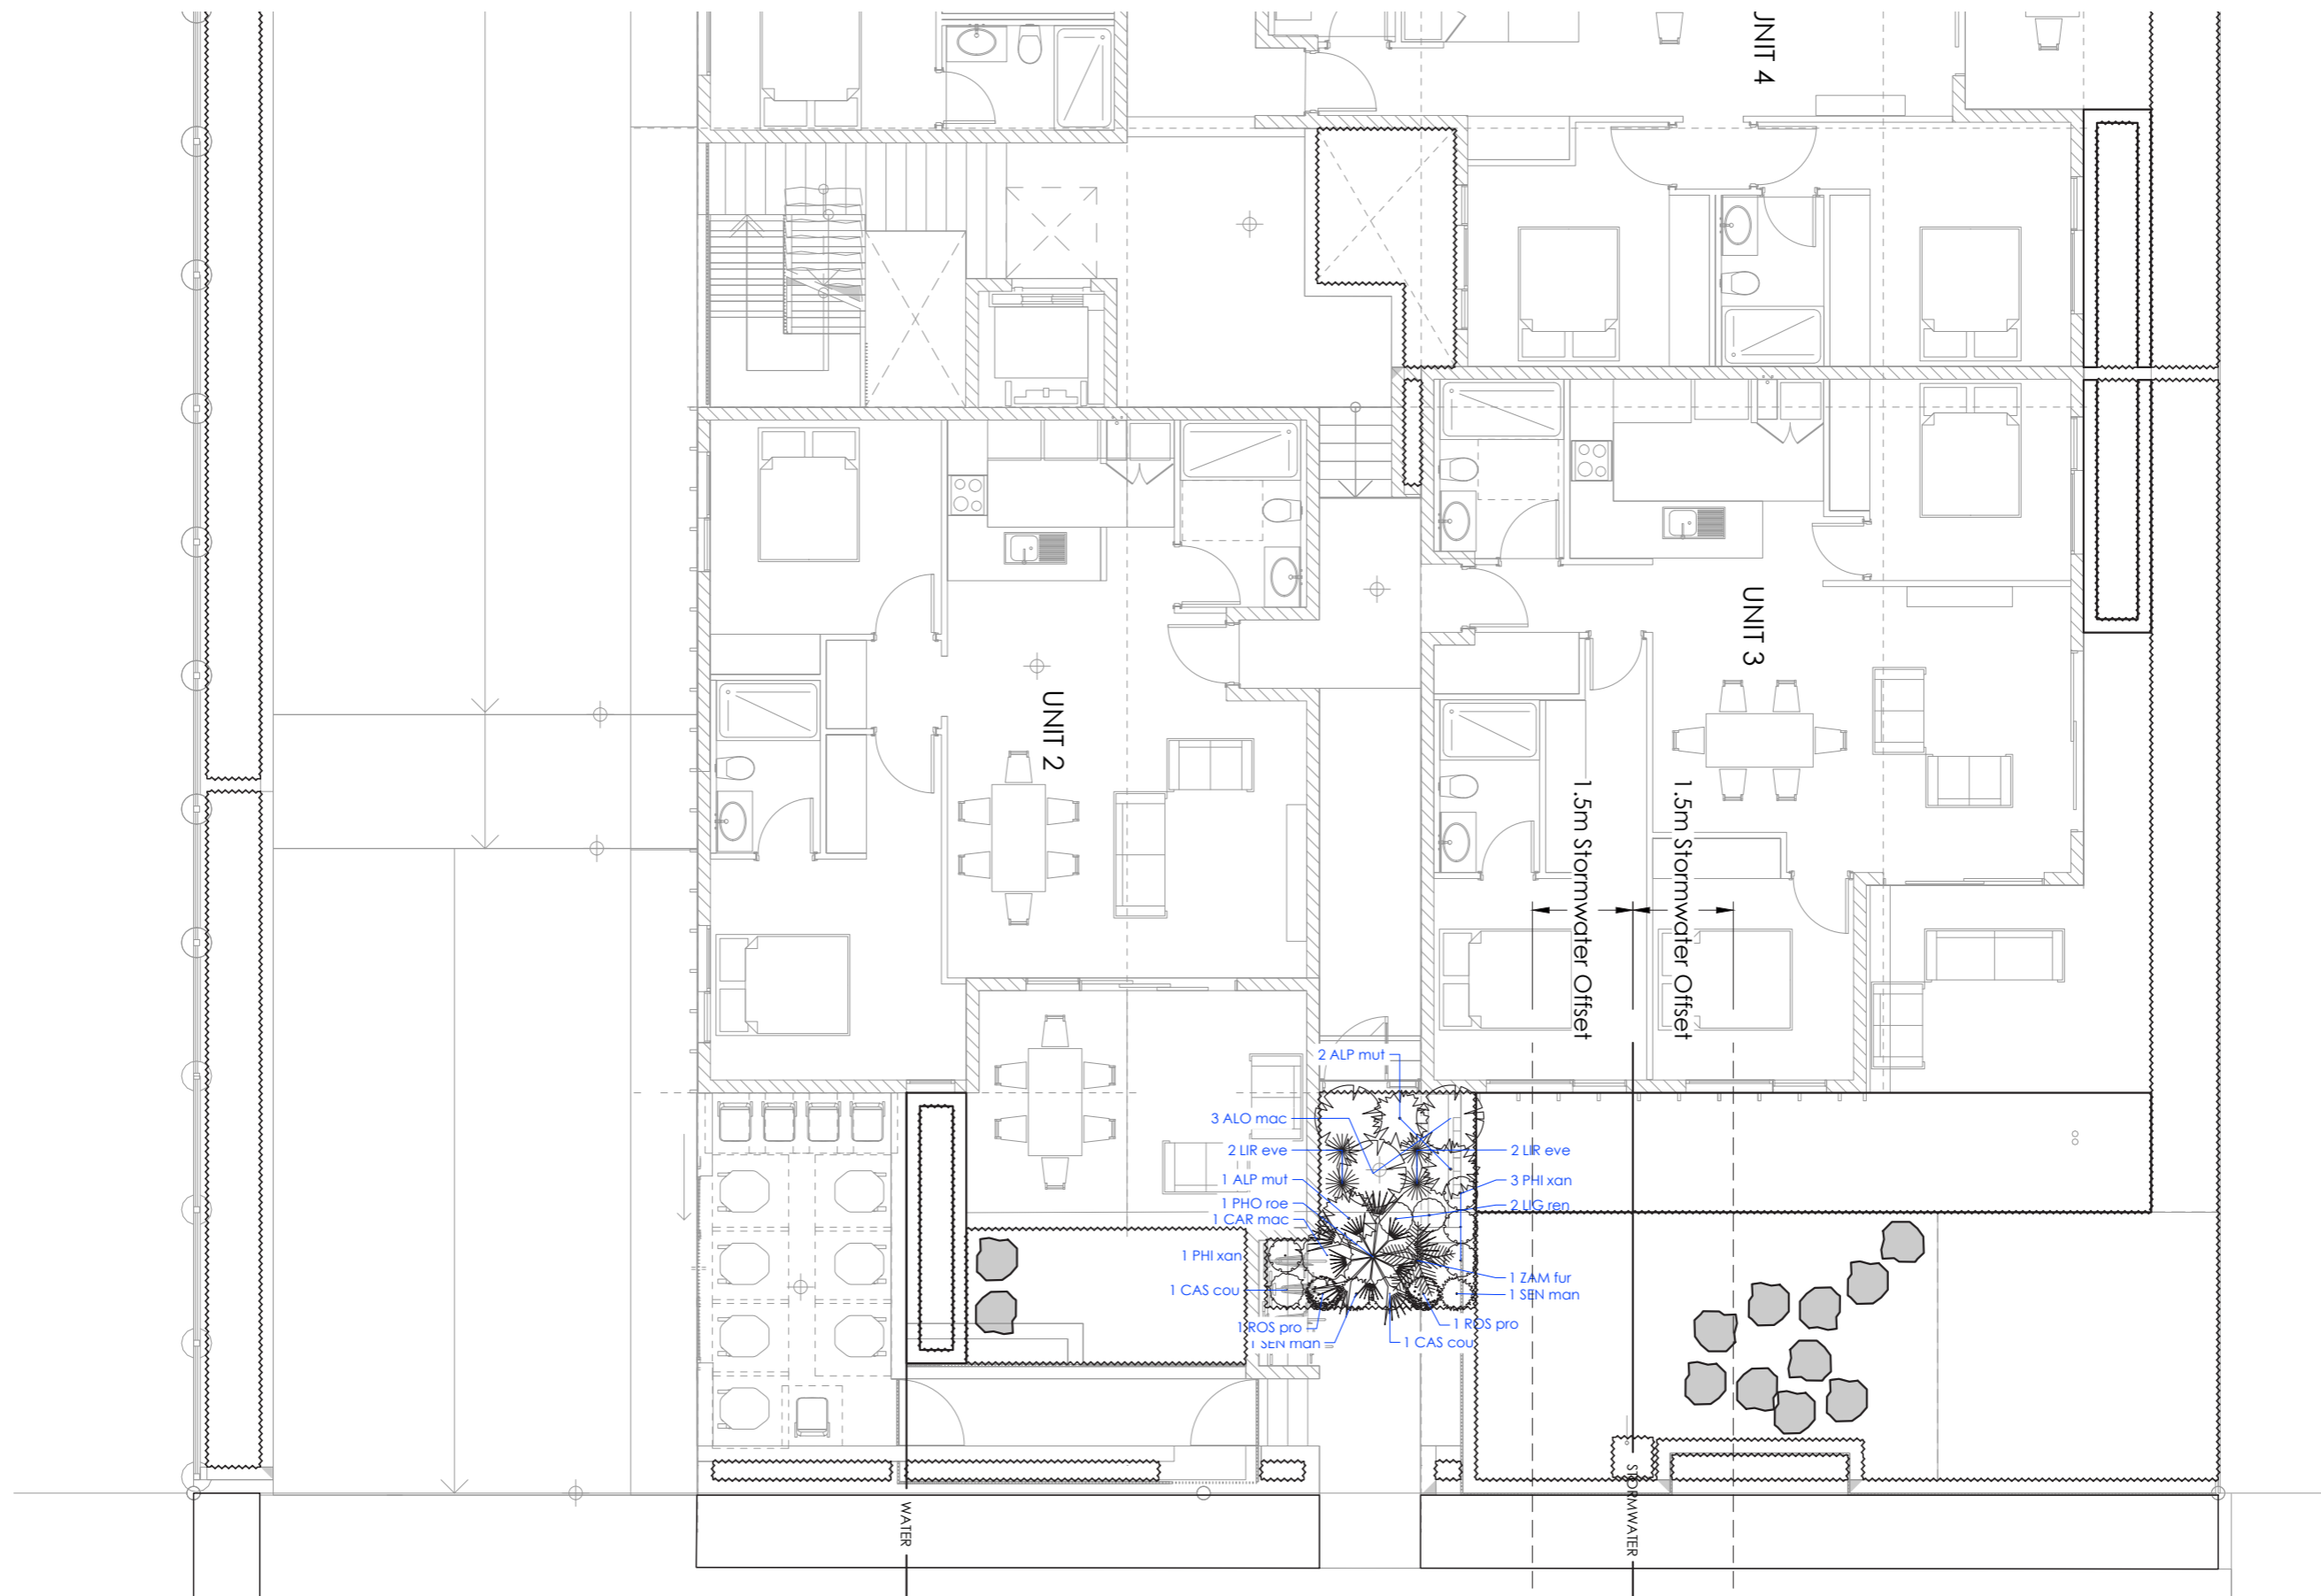 UNIT 4
UNIT 3
UNIT 2
1.5m Stormwater Offset
1.5m Stormwater Offset
2 ALP mut
3 ALO mac
2 LIR eve
2 LIR eve
1 ALP mut
3 PHI xan
1 PHO roe
2 LIG ren
1 CAR mac
1 PHI xan
1 ZAM fur
1 CAS cou
1 SEN man
1 ROS pro
1 ROS pro
1 SEN man
1 CAS cou
WATER
STORMWATER